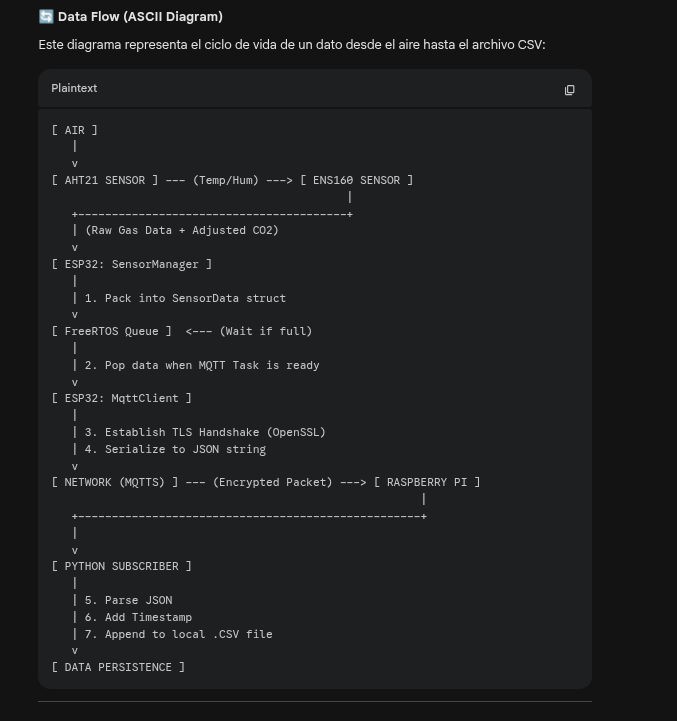 🔄 Data Flow (ASCII Diagram)
Este diagrama representa el ciclo de vida de un dato desde el aire hasta el archivo CSV:
Plaintext
[ AIR ]
   |
   v
[ AHT21 SENSOR ] --- (Temp/Hum) ---> [ ENS160 SENSOR ]
                                            |
   +----------------------------------------+
   | (Raw Gas Data + Adjusted CO2)
   v
[ ESP32: SensorManager ]
   |
   | 1. Pack into SensorData struct
   v
[ FreeRTOS Queue ]  <--- (Wait if full)
   |
   | 2. Pop data when MQTT Task is ready
   v
[ ESP32: MqttClient ]
   |
   | 3. Establish TLS Handshake (OpenSSL)
   | 4. Serialize to JSON string
   v
[ NETWORK (MQTTS) ] --- (Encrypted Packet) ---> [ RASPBERRY PI ]
                                                       |
   +---------------------------------------------------+
   |
   v
[ PYTHON SUBSCRIBER ]
   |
   | 5. Parse JSON
   | 6. Add Timestamp
   | 7. Append to local .CSV file
   v
[ DATA PERSISTENCE ]